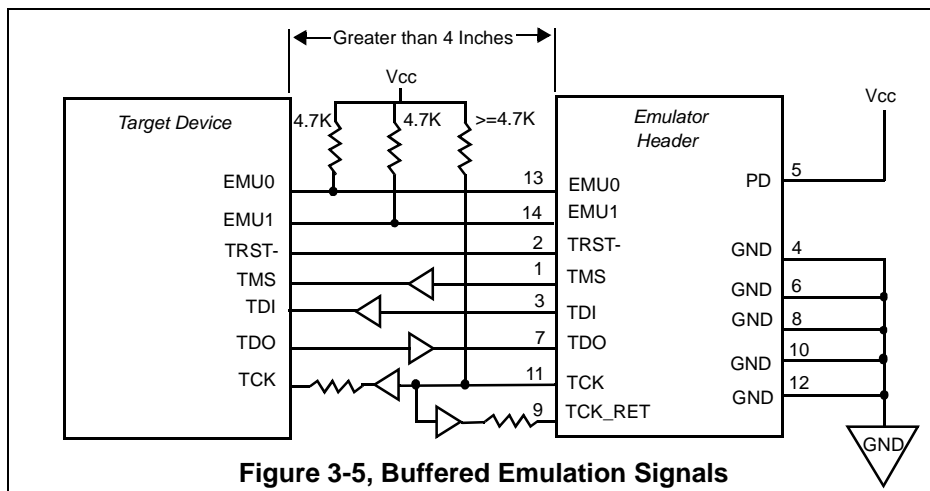 Greater than 4 Inches
Vcc
4.7K 4.7K >=4.7K
Target Device
Emulator
Header
Vcc
EMU0 13 EMU0
PD 5
EMU1 14 EMU1
TRST- 2 TRST-
GND 4
TMS 1 TMS
GND 6
TDI 3 TDI
GND 8
TDO 7 TDO
GND 10
TCK 11 TCK
GND 12
9 TCK_RET
GND
Figure 3-5, Buffered Emulation Signals